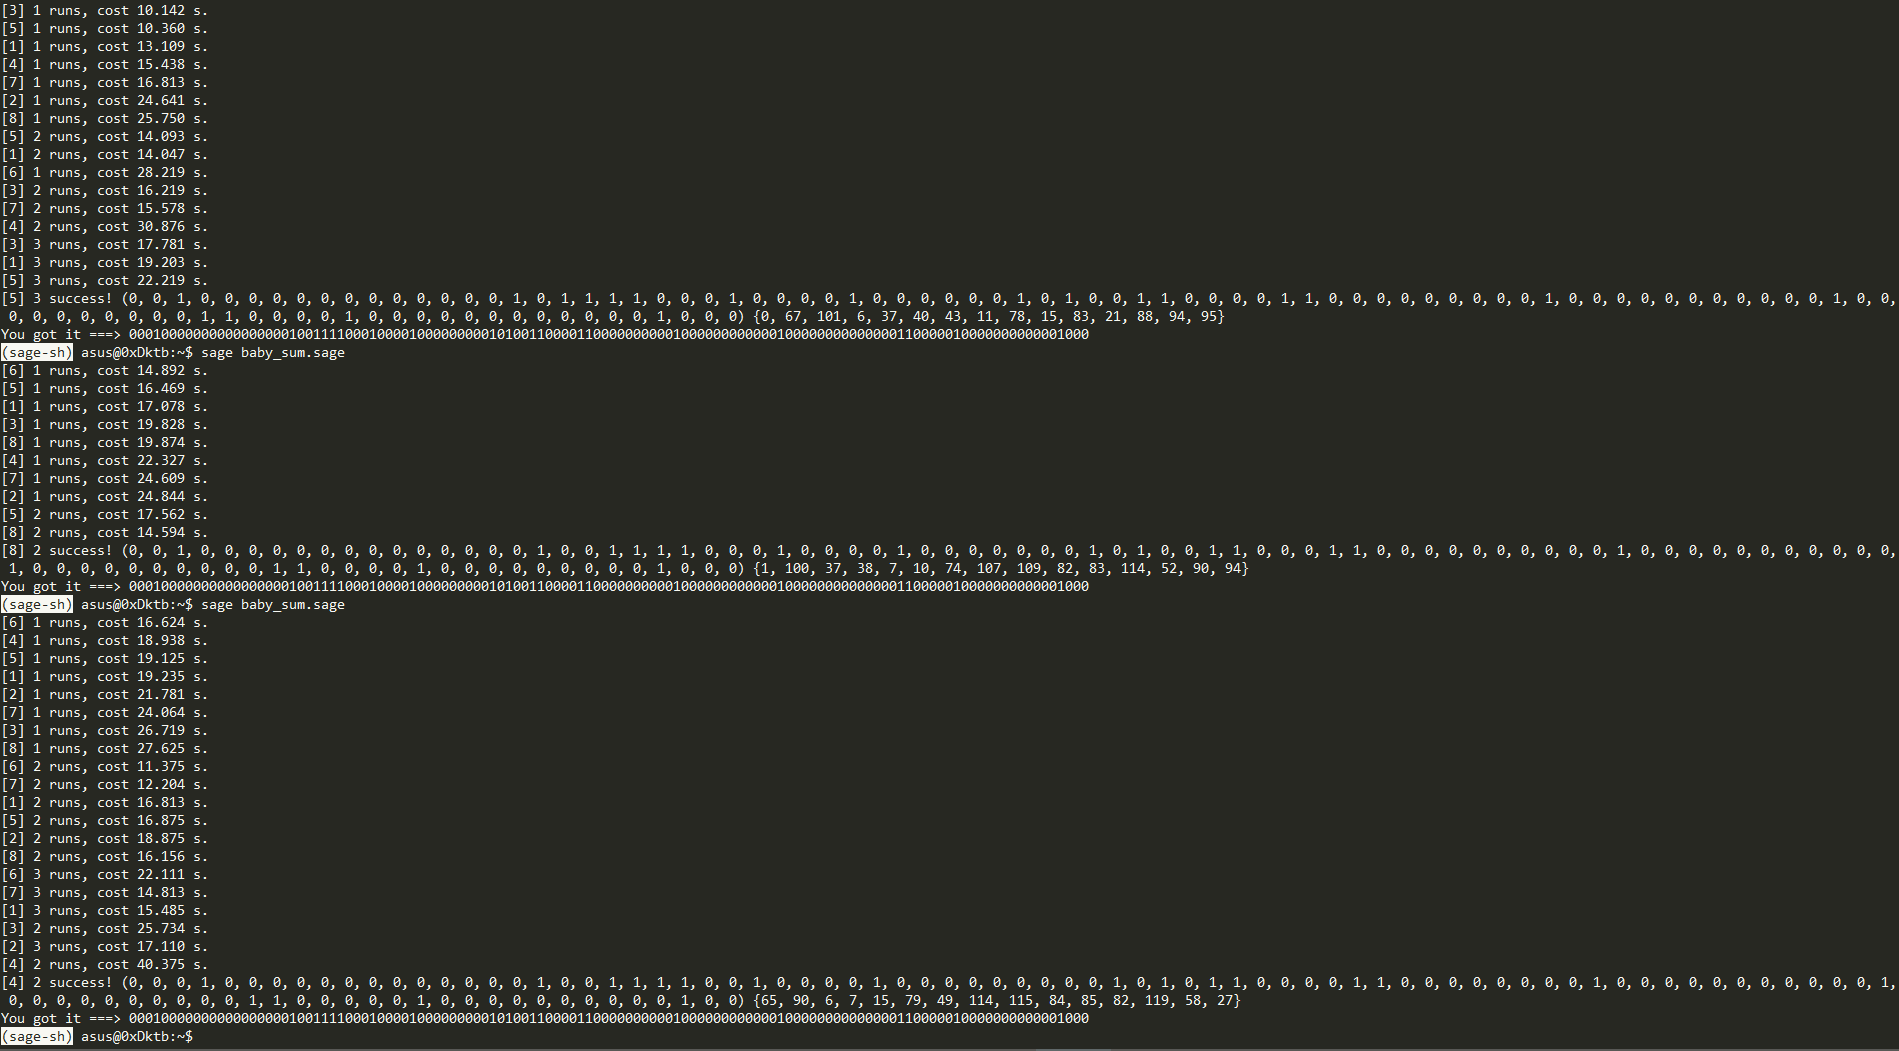 [3] 1 runs, cost 10.142 s.
[5] 1 runs, cost 10.360 s.
[1] 1 runs, cost 13.109 s.
[4] 1 runs, cost 15.438 s.
[7] 1 runs, cost 16.813 s.
[2] 1 runs, cost 24.641 s.
[8] 1 runs, cost 25.750 s.
[5] 2 runs, cost 14.093 s.
[1] 2 runs, cost 14.047 s.
[6] 1 runs, cost 28.219 s.
[3] 2 runs, cost 16.219 s.
[7] 2 runs, cost 15.578 s.
[4] 2 runs, cost 30.876 s.
[3] 3 runs, cost 17.781 s.
[1] 3 runs, cost 19.203 s.
[5] 3 runs, cost 22.219 s.
[5] 3 success! (0, 0, 1, 0, 0, 0, 0, 0, 0, 0, 0, 0, 0, 0, 0, 0, 1, 0, 1, 1, 1, 1, 0, 0, 0, 1, 0, 0, 0, 0, 1, 0, 0, 0, 0, 0, 0, 1, 0, 1, 0, 0, 1, 1, 0, 0, 0, 0, 1, 1, 0, 0, 0, 0, 0, 0, 0, 0, 0, 1, 0, 0, 0, 0, 0, 0, 0, 0, 0, 0, 0, 1, 0, 0,
0, 0, 0, 0, 0, 0, 0, 0, 1, 1, 0, 0, 0, 0, 1, 0, 0, 0, 0, 0, 0, 0, 0, 0, 0, 0, 0, 1, 0, 0, 0) {0, 67, 101, 6, 37, 40, 43, 11, 78, 15, 83, 21, 88, 94, 95}
You got it ===> 000100000000000000001001111000100001000000000101001100001100000000001000000000000100000000000000110000010000000000001000
(sage-sh) asus@0xDktb:~$ sage baby_sum.sage
[6] 1 runs, cost 14.892 s.
[5] 1 runs, cost 16.469 s.
[1] 1 runs, cost 17.078 s.
[3] 1 runs, cost 19.828 s.
[8] 1 runs, cost 19.874 s.
[4] 1 runs, cost 22.327 s.
[7] 1 runs, cost 24.609 s.
[2] 1 runs, cost 24.844 s.
[5] 2 runs, cost 17.562 s.
[8] 2 runs, cost 14.594 s.
[8] 2 success! (0, 0, 1, 0, 0, 0, 0, 0, 0, 0, 0, 0, 0, 0, 0, 0, 0, 1, 0, 0, 1, 1, 1, 1, 0, 0, 0, 1, 0, 0, 0, 0, 1, 0, 0, 0, 0, 0, 0, 0, 1, 0, 1, 0, 0, 1, 1, 0, 0, 0, 1, 1, 0, 0, 0, 0, 0, 0, 0, 0, 0, 0, 1, 0, 0, 0, 0, 0, 0, 0, 0, 0, 0, 0,
1, 0, 0, 0, 0, 0, 0, 0, 0, 0, 0, 1, 1, 0, 0, 0, 0, 1, 0, 0, 0, 0, 0, 0, 0, 0, 0, 1, 0, 0, 0) {1, 100, 37, 38, 7, 10, 74, 107, 109, 82, 83, 114, 52, 90, 94}
You got it ===> 000100000000000000001001111000100001000000000101001100001100000000001000000000000100000000000000110000010000000000001000
(sage-sh) asus@0xDktb:~$ sage baby_sum.sage
[6] 1 runs, cost 16.624 s.
[4] 1 runs, cost 18.938 s.
[5] 1 runs, cost 19.125 s.
[1] 1 runs, cost 19.235 s.
[2] 1 runs, cost 21.781 s.
[7] 1 runs, cost 24.064 s.
[3] 1 runs, cost 26.719 s.
[8] 1 runs, cost 27.625 s.
[6] 2 runs, cost 11.375 s.
[7] 2 runs, cost 12.204 s.
[1] 2 runs, cost 16.813 s.
[5] 2 runs, cost 16.875 s.
[2] 2 runs, cost 18.875 s.
[8] 2 runs, cost 16.156 s.
[6] 3 runs, cost 22.111 s.
[7] 3 runs, cost 14.813 s.
[1] 3 runs, cost 15.485 s.
[3] 2 runs, cost 25.734 s.
[2] 3 runs, cost 17.110 s.
[4] 2 runs, cost 40.375 s.
[4] 2 success! (0, 0, 0, 1, 0, 0, 0, 0, 0, 0, 0, 0, 0, 0, 0, 0, 0, 1, 0, 0, 1, 1, 1, 1, 0, 0, 1, 0, 0, 0, 0, 1, 0, 0, 0, 0, 0, 0, 0, 0, 0, 1, 0, 1, 0, 1, 1, 0, 0, 0, 0, 1, 1, 0, 0, 0, 0, 0, 0, 0, 0, 1, 0, 0, 0, 0, 0, 0, 0, 0, 0, 0, 0, 1,
0, 0, 0, 0, 0, 0, 0, 0, 0, 0, 1, 1, 0, 0, 0, 0, 0, 1, 0, 0, 0, 0, 0, 0, 0, 0, 0, 0, 1, 0, 0) {65, 90, 6, 7, 15, 79, 49, 114, 115, 84, 85, 82, 119, 58, 27}
You got it ===> 000100000000000000001001111000100001000000000101001100001100000000001000000000000100000000000000110000010000000000001000
(sage-sh) asus@0xDktb:~$